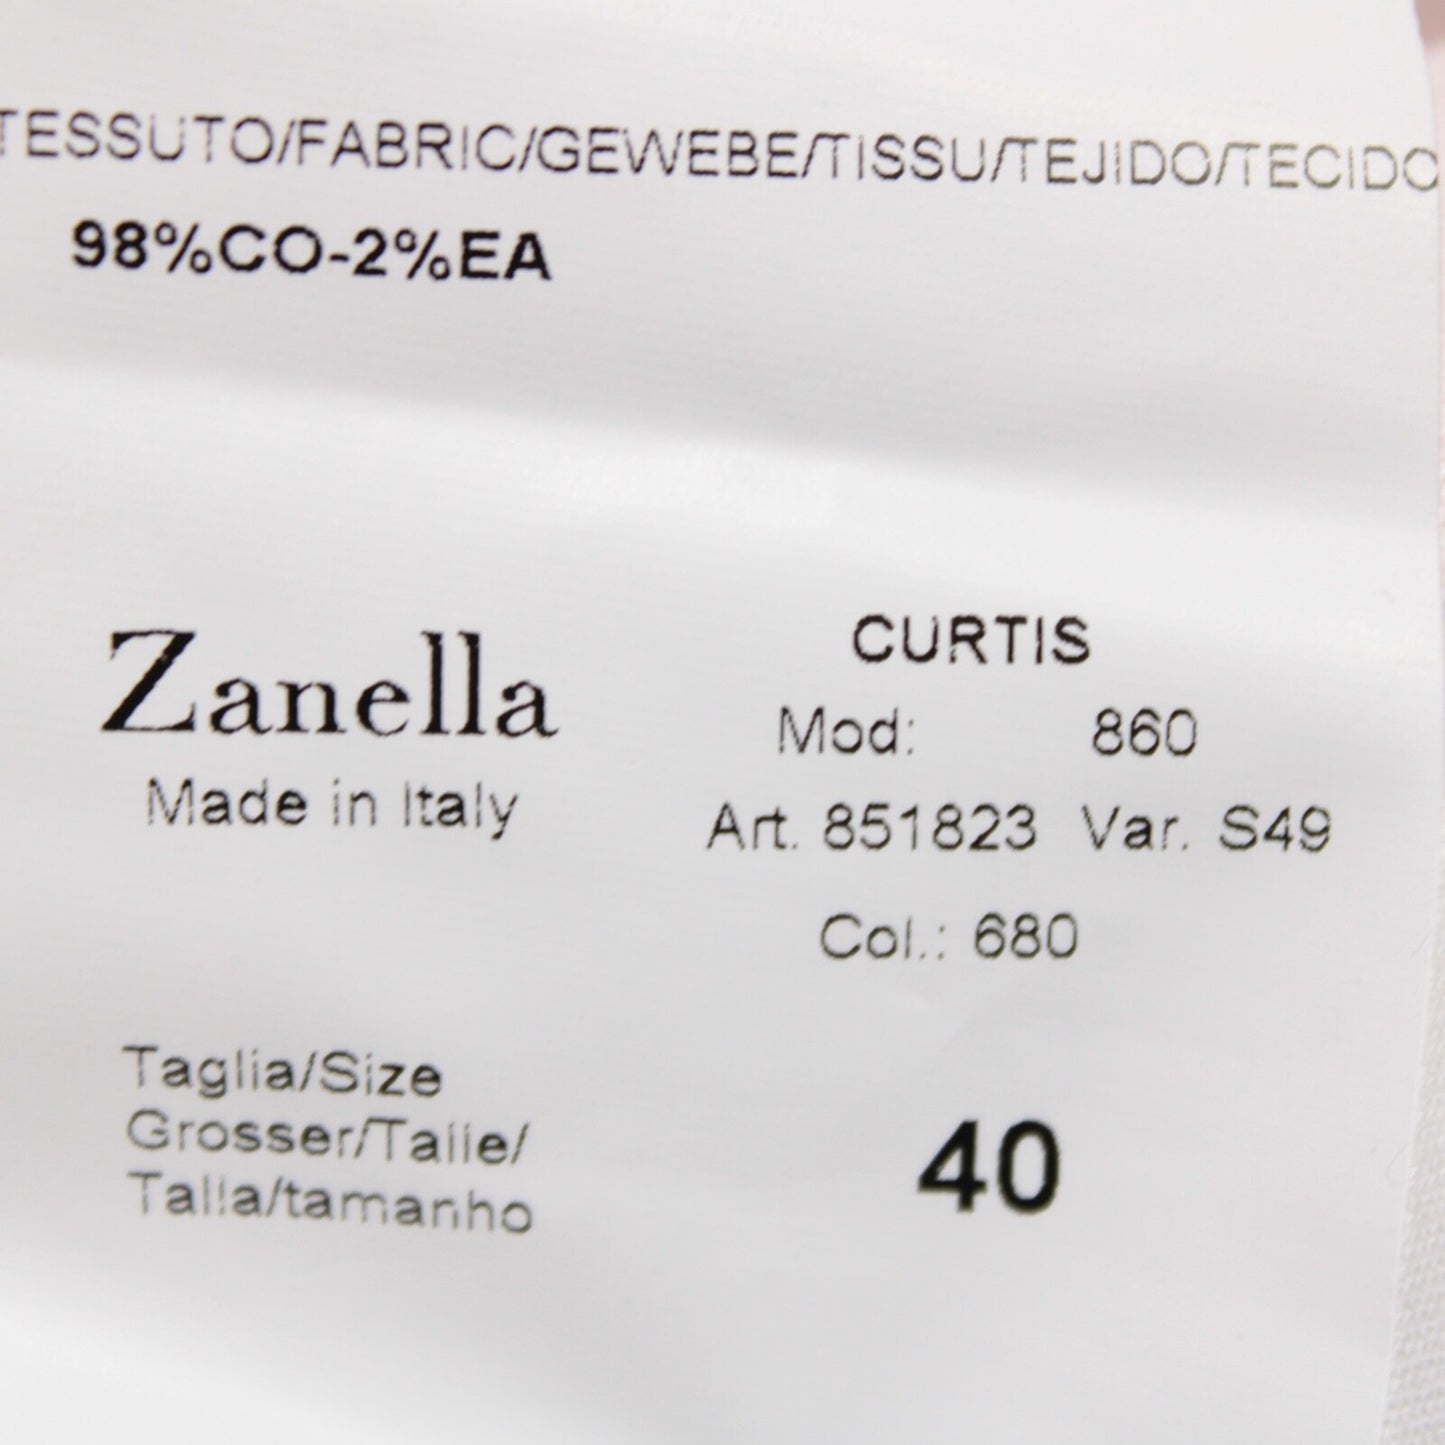 TESSUTO/FABRIC/GEWEBE/TISSU/TEJIDO/TECIDO
98%CO-2%EA
Zanella
Made in Italy
CURTIS
Mod: 860
Art. 851823 Var. S49
Col.: 680
Taglia/Size
Grosser/Taille/
Talla/tamanho
40